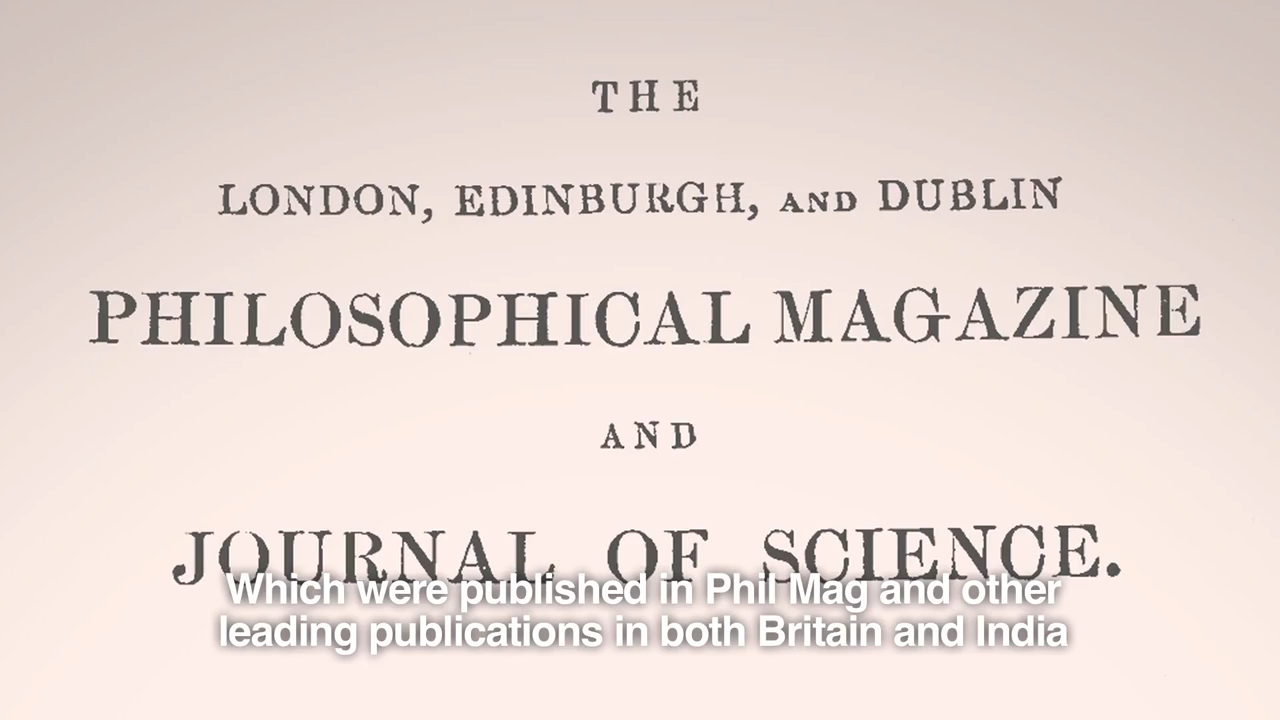 THE
LONDON, EDINBURGH, AND DUBLIN
PHILOSOPHICAL MAGAZINE
AND
JOURNAL OF SCIENCE.
Which were published in Phil Mag and other
leading publications in both Britain and India